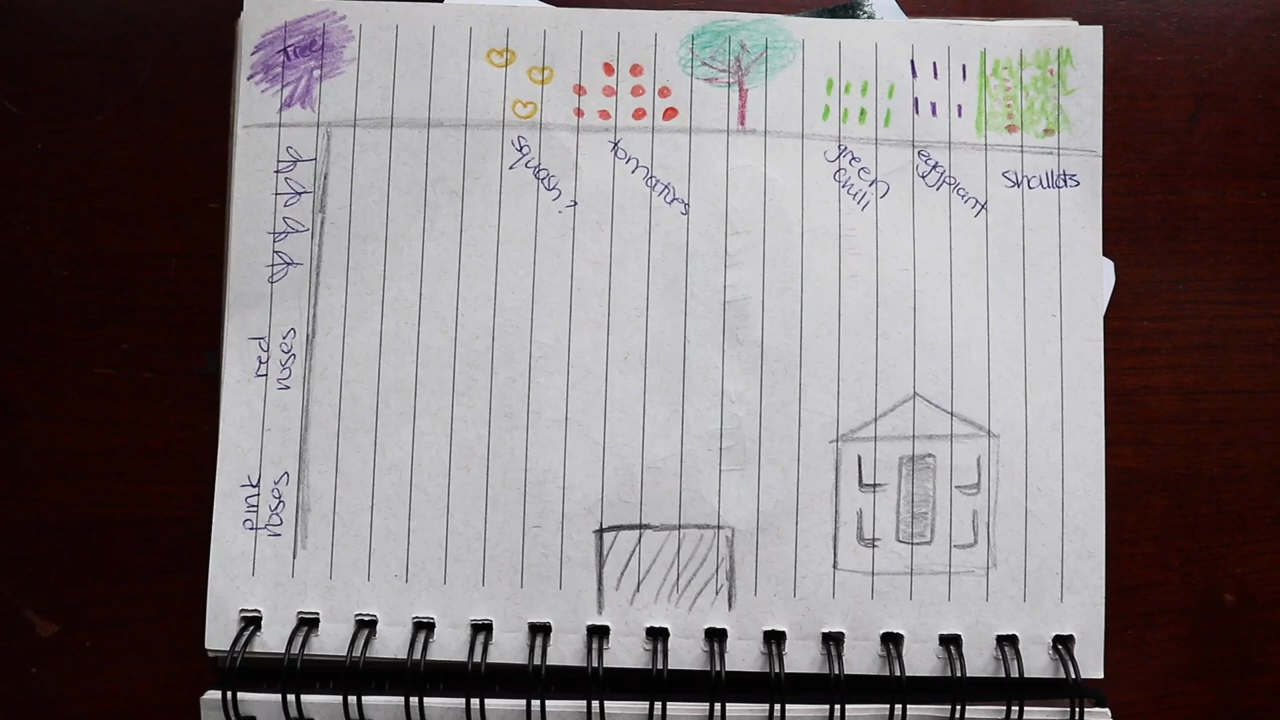 Tree
squash?
tomatoes
green
chili
eggplant
shallots
red
roses
pink
roses